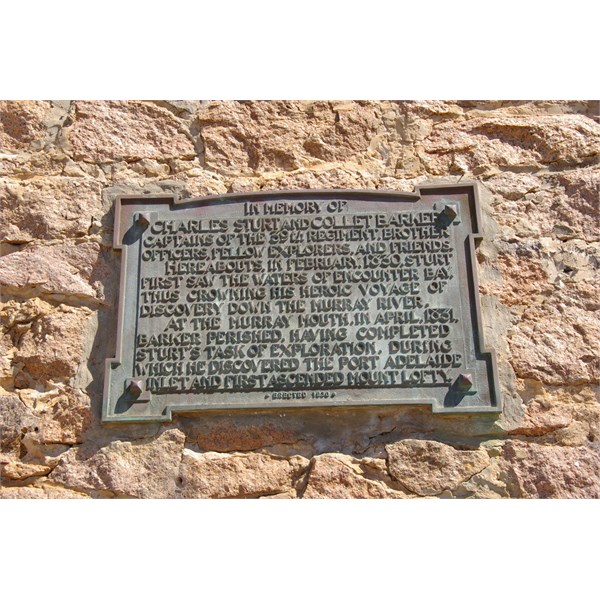 IN MEMORY OF
CHARLES STURT AND COLLET BARKER
CAPTAINS OF THE 39TH REGIMENT, BROTHER
OFFICERS, FELLOW EXPLORERS, AND FRIENDS.
HEREABOUTS, IN FEBRUARY, 1830, STURT
FIRST SAW THE WATERS OF ENCOUNTER BAY,
THUS CROWNING HIS HEROIC VOYAGE OF
DISCOVERY DOWN THE MURRAY RIVER.
AT THE MURRAY MOUTH, IN APRIL, 1831,
BARKER PERISHED, HAVING COMPLETED
STURT'S TASK OF EXPLORATION, DURING
WHICH HE DISCOVERED THE PORT ADELAIDE
INLET AND FIRST ASCENDED MOUNT LOFTY.
ERECTED